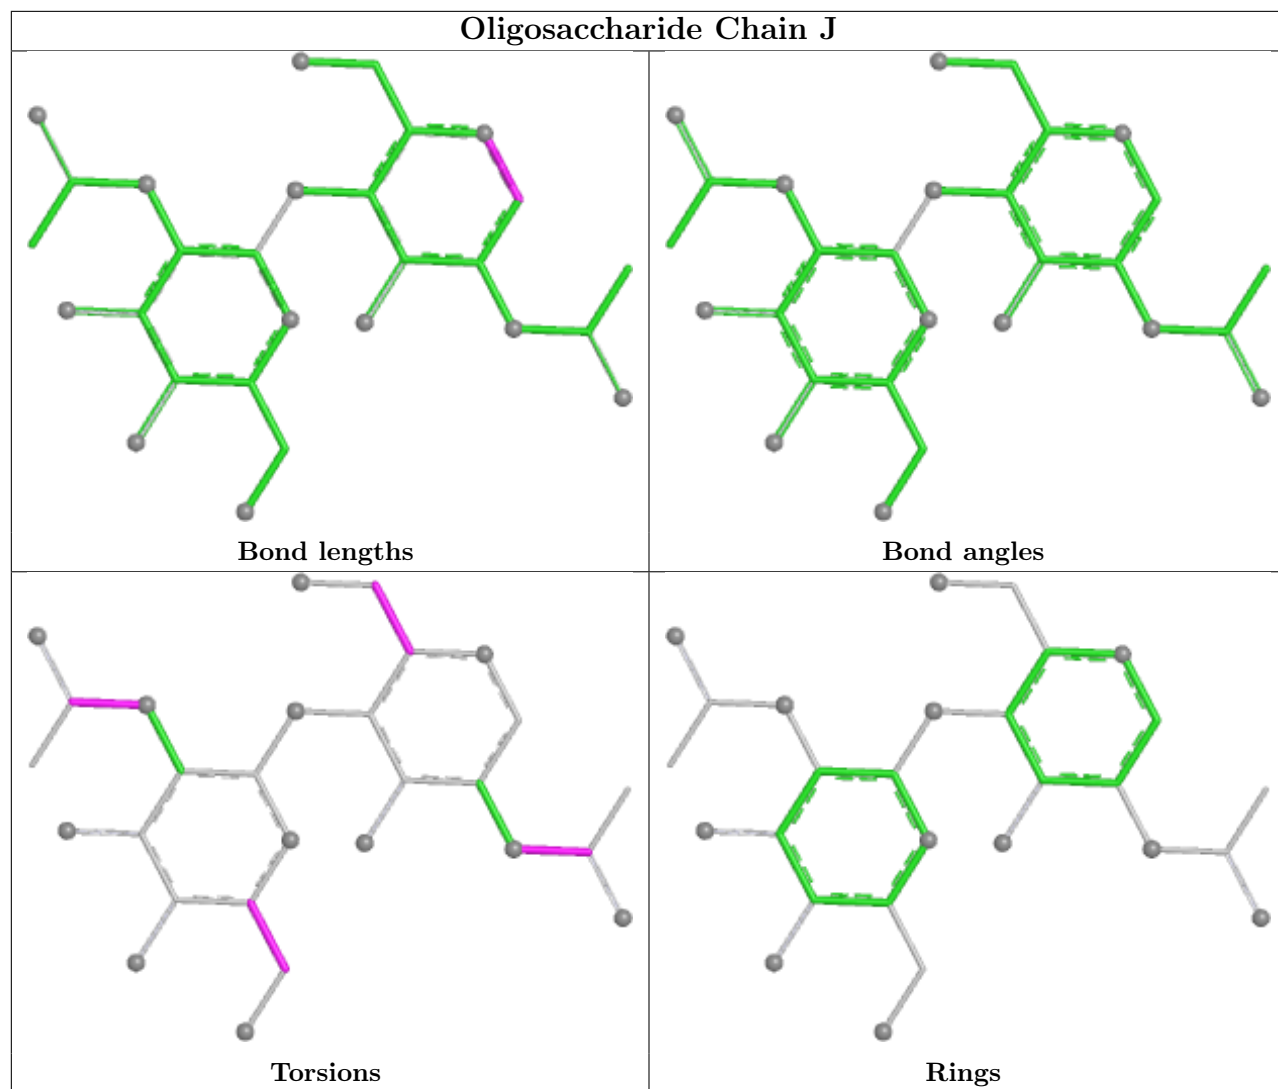 Oligosaccharide Chain J
Bond lengths
Bond angles
Torsions
Rings